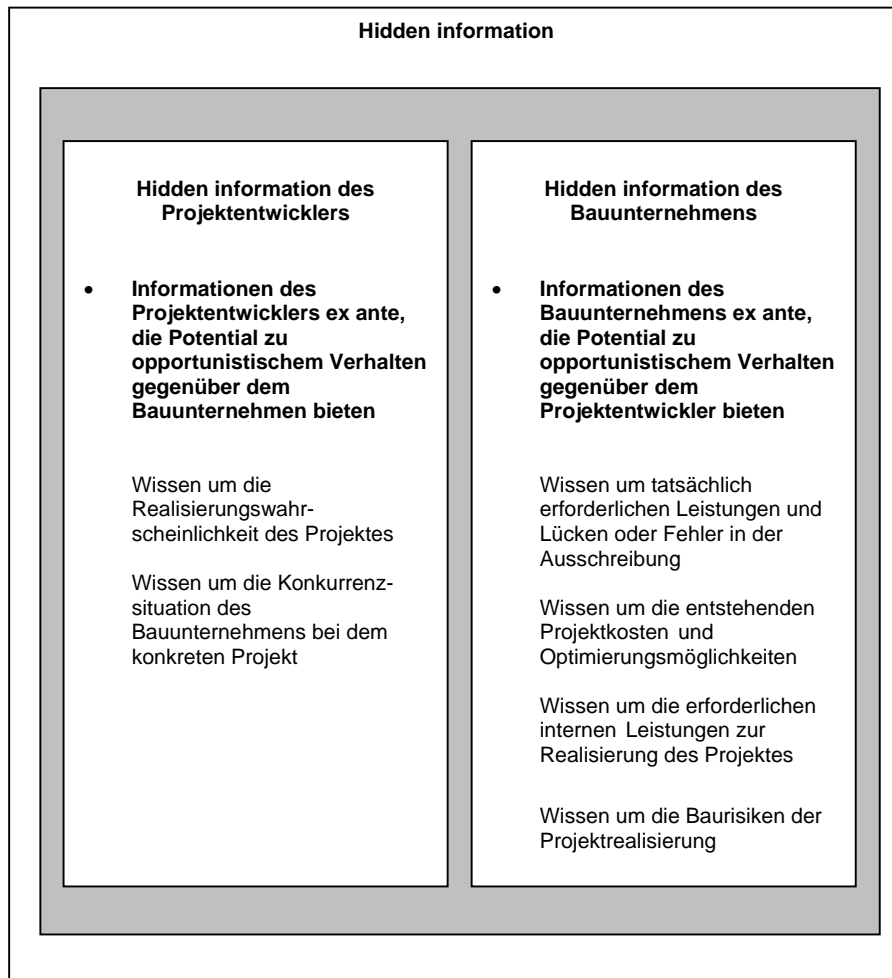 Hidden information
Hidden information des
Projektentwicklers
• Informationen des
Projektentwicklers ex ante,
die Potential zu
opportunistischem Verhalten
gegenüber dem
Bauunternehmen bieten
Wissen um die
Realisierungswahr-
scheinlichkeit des Projektes
Wissen um die Konkurrenz-
situation des
Bauunternehmens bei dem
konkreten Projekt
Hidden information des
Bauunternehmens
• Informationen des
Bauunternehmens ex ante,
die Potential zu
opportunistischem Verhalten
gegenüber dem
Projektentwickler bieten
Wissen um tatsächlich
erforderlichen Leistungen und
Lücken oder Fehler in der
Ausschreibung
Wissen um die entstehenden
Projektkosten und
Optimierungsmöglichkeiten
Wissen um die erforderlichen
internen Leistungen zur
Realisierung des Projektes
Wissen um die Baurisiken der
Projektrealisierung